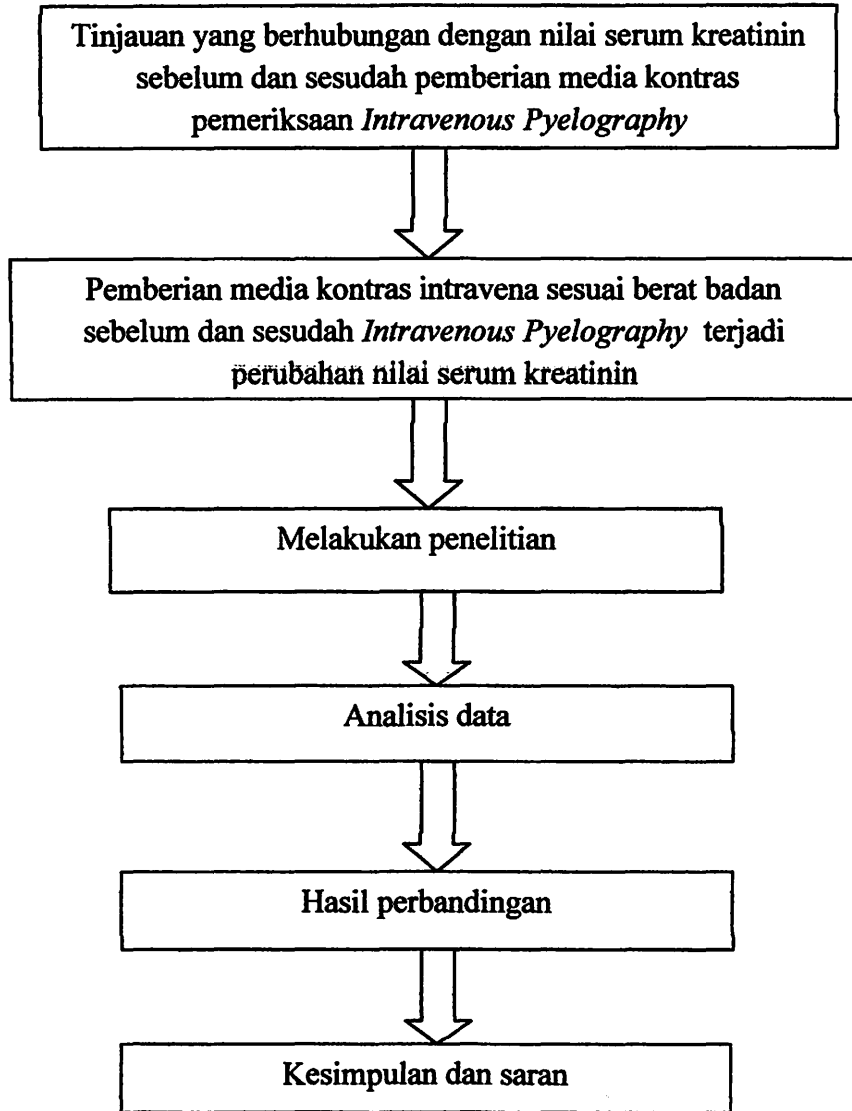 Tinjauan yang berhubungan dengan nilai serum kreatinin
sebelum dan sesudah pemberian media kontras
pemeriksaan Intravenous Pyelography
Pemberian media kontras intravena sesuai berat badan
sebelum dan sesudah Intravenous Pyelography terjadi
perubahan nilai serum kreatinin
Melakukan penelitian
Analisis data
Hasil perbandingan
Kesimpulan dan saran